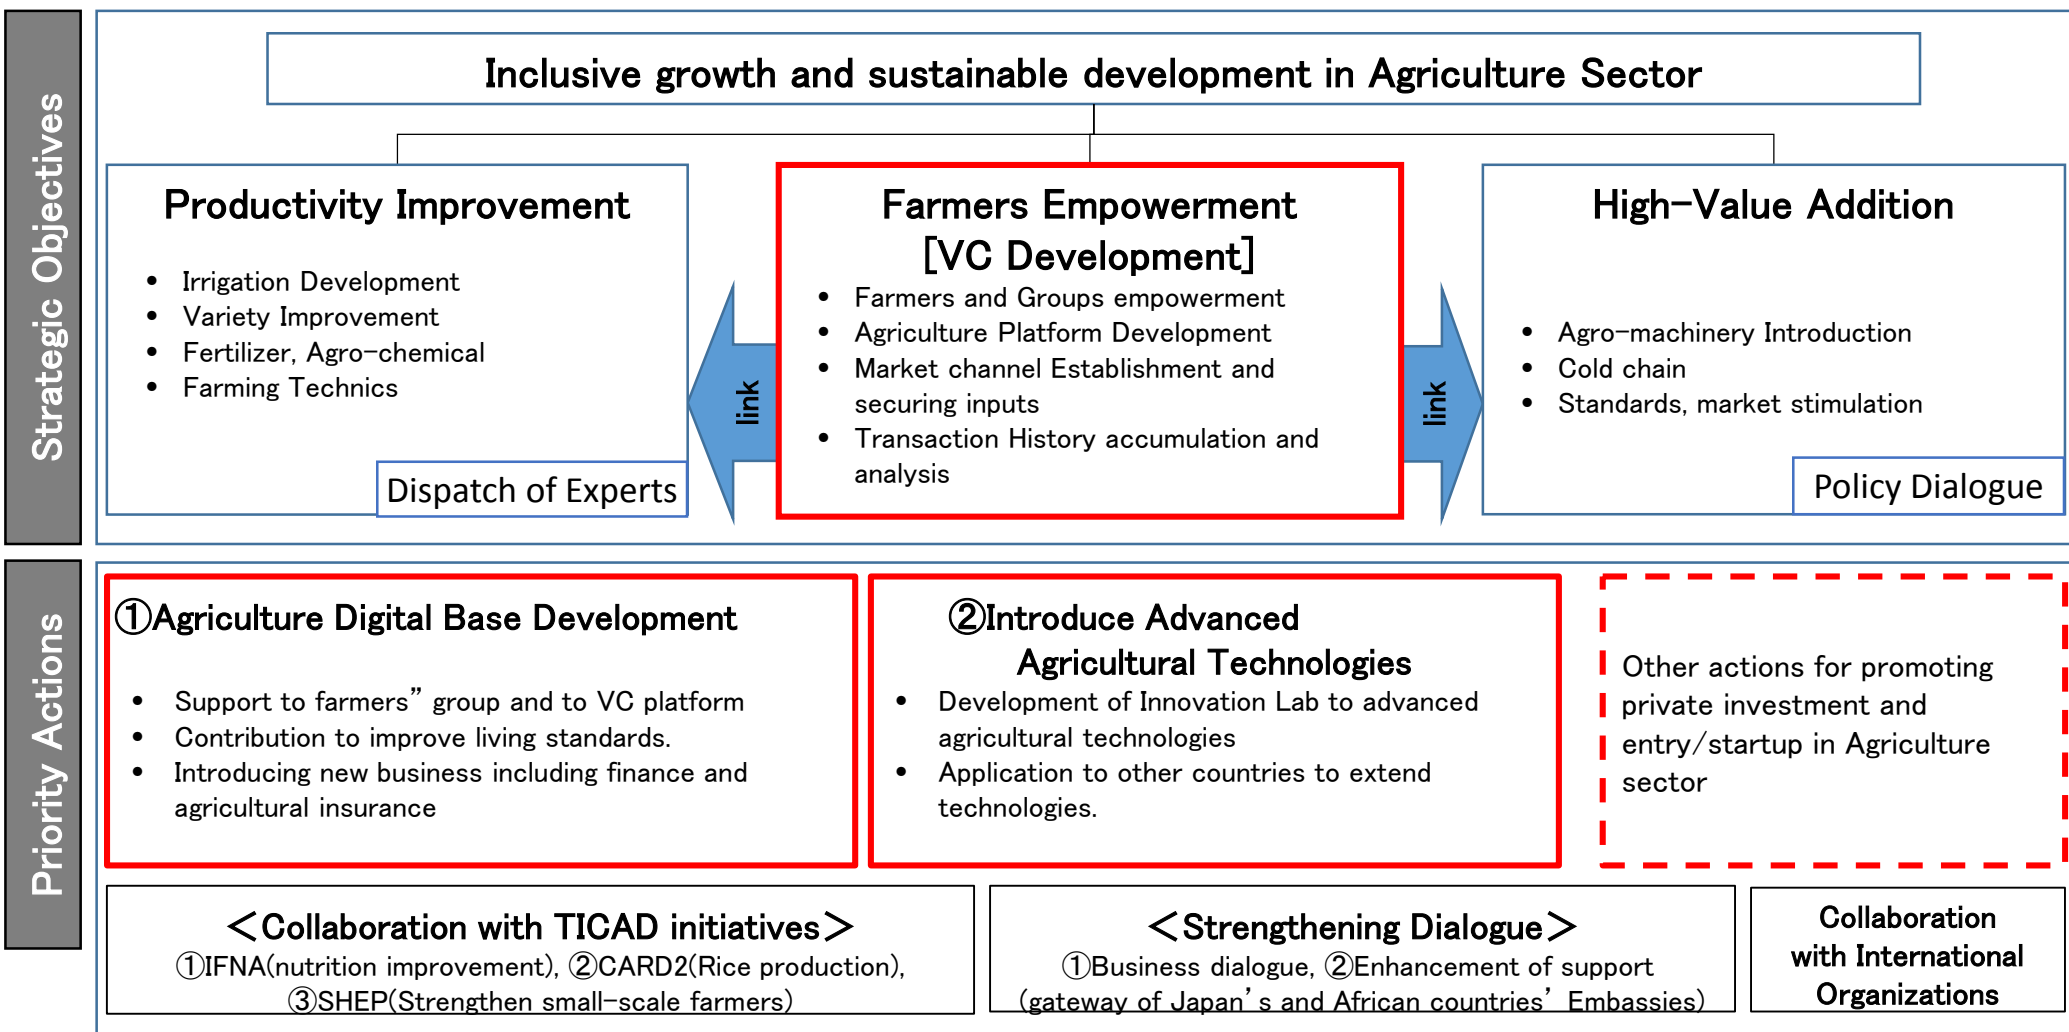 Strategic Objectives
Inclusive growth and sustainable development in Agriculture Sector
Productivity Improvement
• Irrigation Development
• Variety Improvement
• Fertilizer, Agro-chemical
• Farming Technics
Dispatch of Experts
link
Farmers Empowerment
[VC Development]
• Farmers and Groups empowerment
• Agriculture Platform Development
• Market channel Establishment and
securing inputs
• Transaction History accumulation and
analysis
link
High-Value Addition
• Agro-machinery Introduction
• Cold chain
• Standards, market stimulation
Policy Dialogue
Priority Actions
①Agriculture Digital Base Development
• Support to farmers” group and to VC platform
• Contribution to improve living standards.
• Introducing new business including finance and
agricultural insurance
②Introduce Advanced
Agricultural Technologies
• Development of Innovation Lab to advanced
agricultural technologies
• Application to other countries to extend
technologies.
Other actions for promoting
private investment and
entry/startup in Agriculture
sector
＜Collaboration with TICAD initiatives＞
①IFNA(nutrition improvement), ②CARD2(Rice production),
③SHEP(Strengthen small-scale farmers)
＜Strengthening Dialogue＞
①Business dialogue, ②Enhancement of support
(gateway of Japan’s and African countries’ Embassies)
Collaboration
with International
Organizations